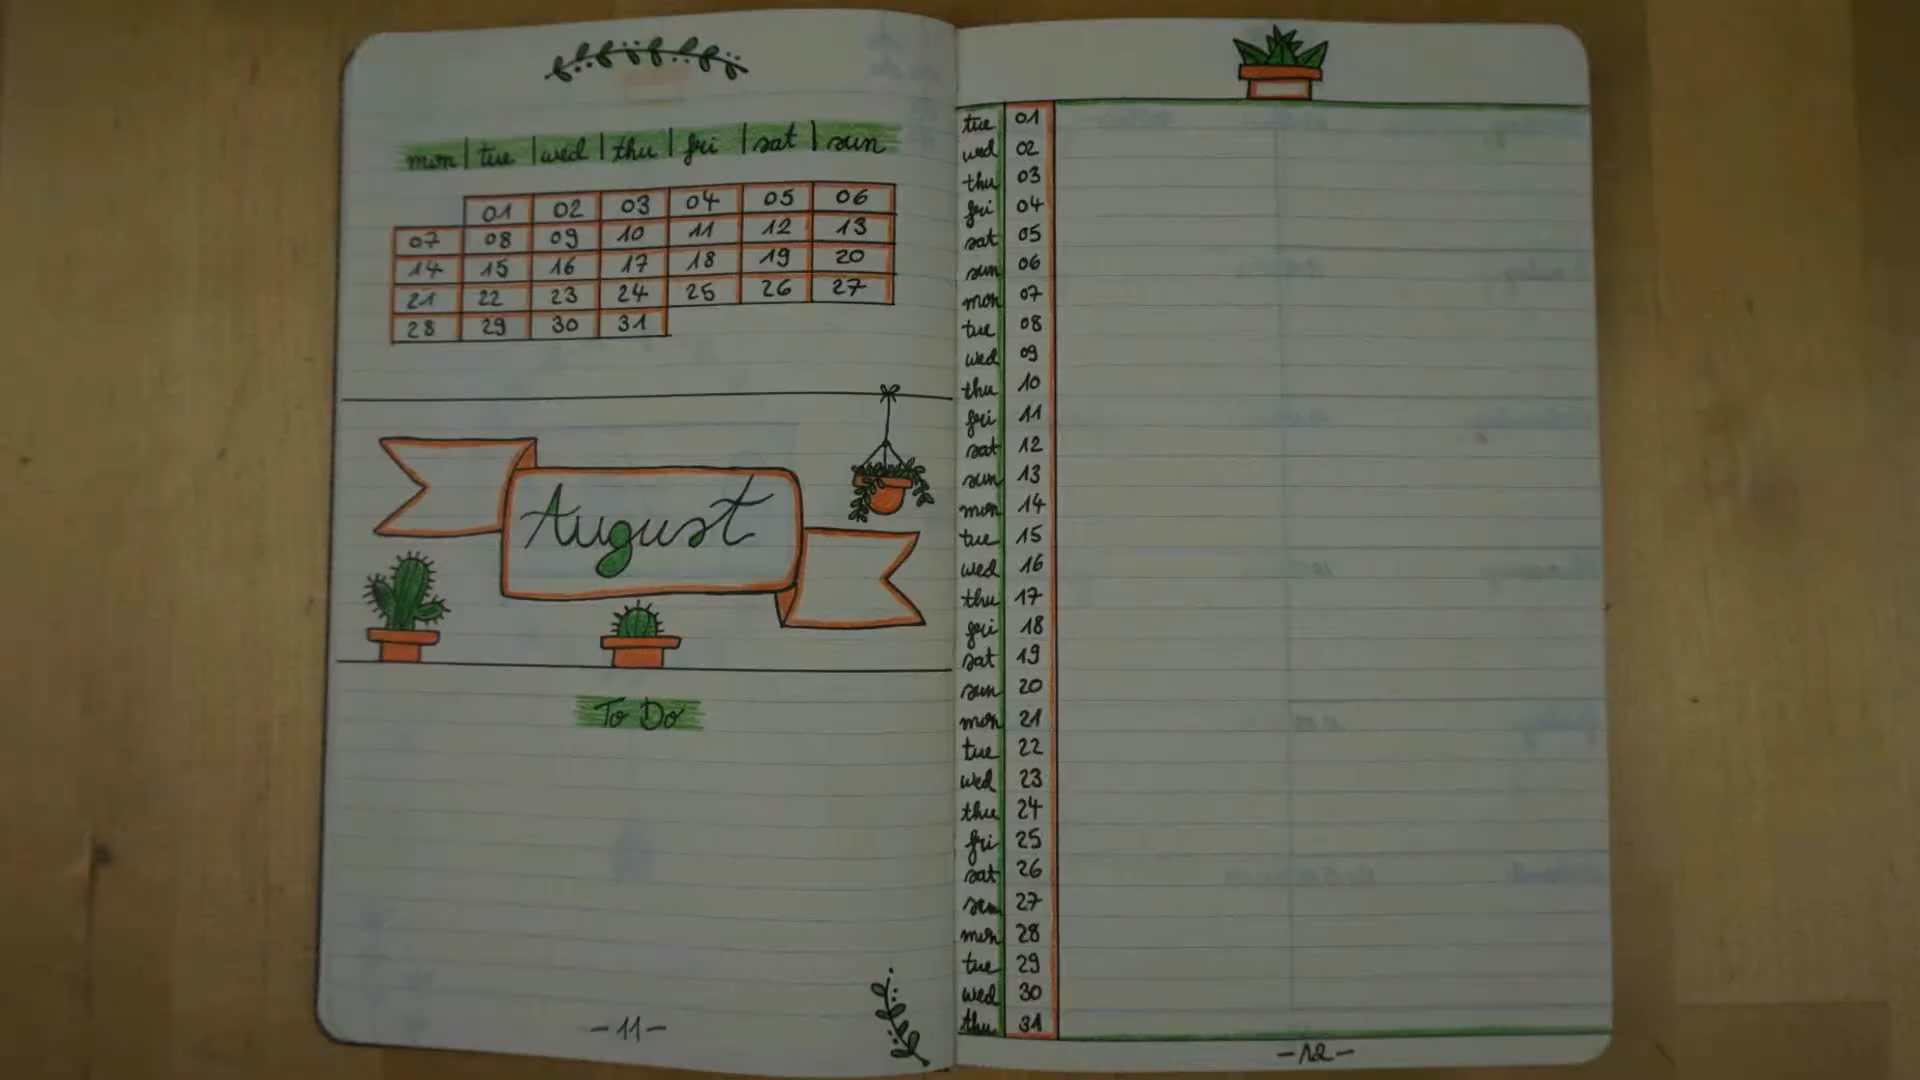 mon | tue | wed | thu | fri | sat | sun
01 02 03 04 05 06
07 08 09 10 11 12 13
14 15 16 17 18 19 20
21 22 23 24 25 26 27
28 29 30 31
August
To Do
-11-
tue 01
wed 02
thu 03
fri 04
sat 05
sun 06
mon 07
tue 08
wed 09
thu 10
fri 11
sat 12
sun 13
mon 14
tue 15
wed 16
thu 17
fri 18
sat 19
sun 20
mon 21
tue 22
wed 23
thu 24
fri 25
sat 26
sun 27
mon 28
tue 29
wed 30
thu 31
-12-